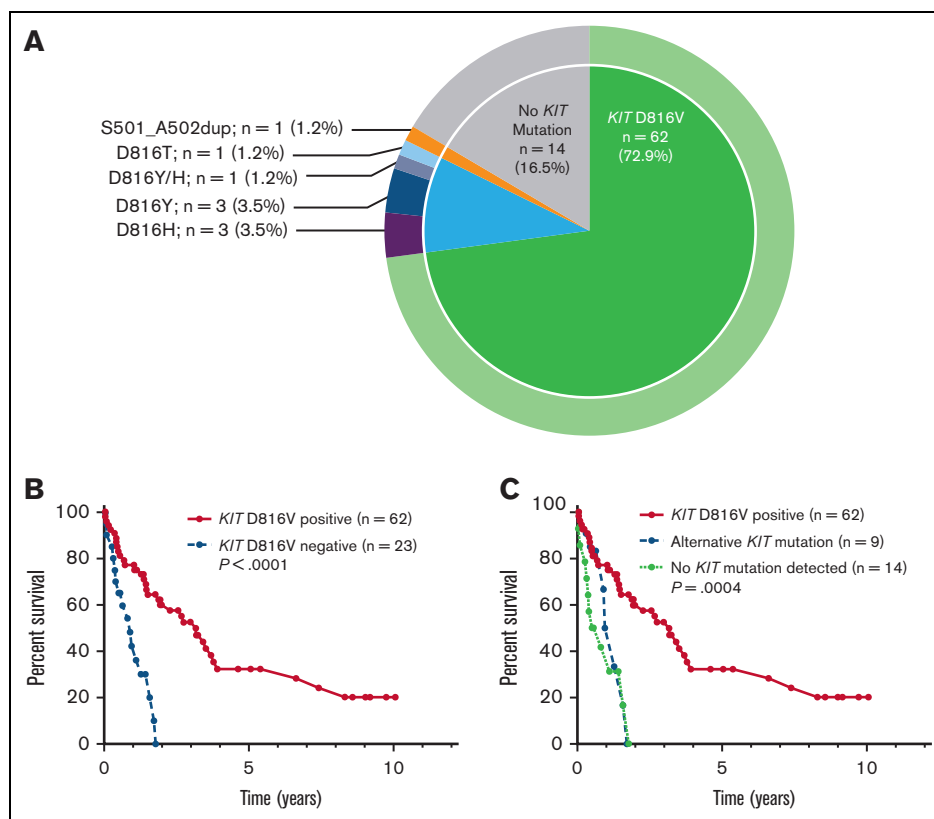 A
S501_A502dup; n = 1 (1.2%)
D816T; n = 1 (1.2%)
D816Y/H; n = 1 (1.2%)
D816Y; n = 3 (3.5%)
D816H; n = 3 (3.5%)
No KIT
Mutation
n = 14
(16.5%)
KIT D816V
n = 62
(72.9%)
B
100
80
60
40
20
0
Percent survival
0
5
10
Time (years)
KIT D816V positive (n = 62)
KIT D816V negative (n = 23)
P < .0001
C
100
80
60
40
20
0
Percent survival
0
5
10
Time (years)
KIT D816V positive (n = 62)
Alternative KIT mutation (n = 9)
No KIT mutation detected (n = 14)
P = .0004